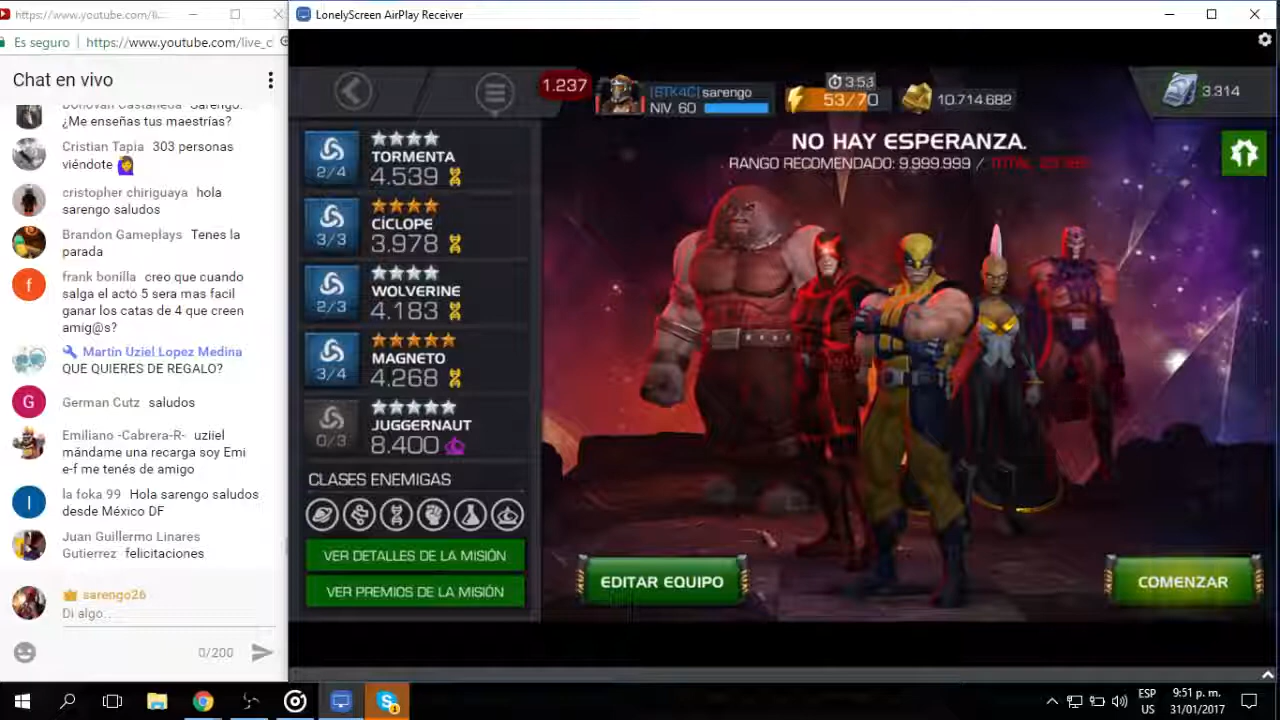 https://www.youtube.com/liv
Es seguro
https://www.youtube.com/live_c
Chat en vivo
Donovan Castañeda Sarengo.
¿Me enseñas tus maestrías?
Cristian Tapia 303 personas
viéndote
cristopher chiriguaya hola
sarengo saludos
Brandon Gameplays Tenes la
parada
frank bonilla creo que cuando
salga el acto 5 sera mas facil
ganar los catas de 4 que creen
amig@s?
Martín Uziel Lopez Medina
QUE QUIERES DE REGALO?
German Cutz saludos
Emiliano -Cabrera-R- uziiel
mándame una recarga soy Emi
e-f me tenés de amigo
la foka 99 Hola sarengo saludos
desde México DF
Juan Guillermo Linares
Gutierrez felicitaciones
sarengo26
Di algo...
0/200
LonelyScreen AirPlay Receiver
1.237
[STK4C] sarengo
NIV. 60
3:53
53/70
10.714.682
3.314
NO HAY ESPERANZA.
RANGO RECOMENDADO: 9.999.999 / TOTAL
2/4
TORMENTA
4.539
3/3
CÍCLOPE
3.978
2/3
WOLVERINE
4.183
3/4
MAGNETO
4.268
0/3
JUGGERNAUT
8.400
CLASES ENEMIGAS
VER DETALLES DE LA MISIÓN
VER PREMIOS DE LA MISIÓN
EDITAR EQUIPO
COMENZAR
ESP
US
9:51 p. m.
31/01/2017